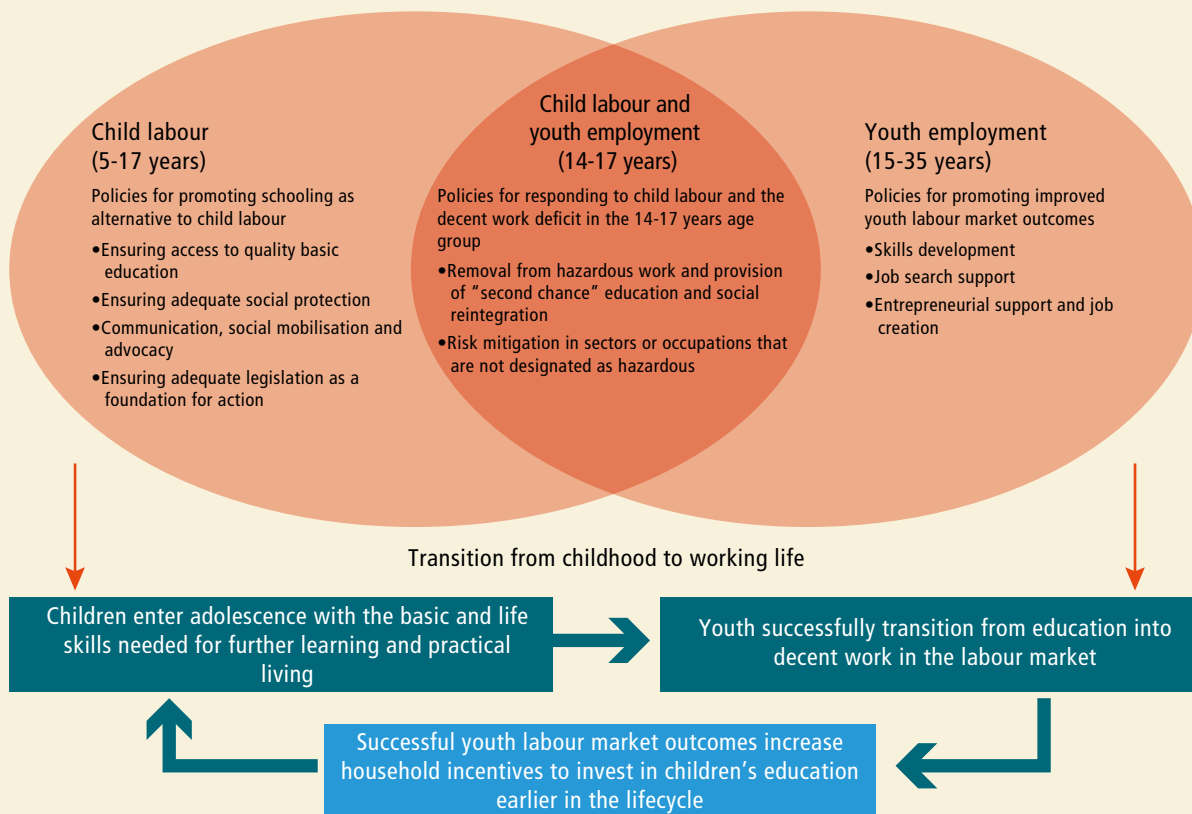 Child labour
(5-17 years)
Policies for promoting schooling as
alternative to child labour
•Ensuring access to quality basic
education
•Ensuring adequate social protection
•Communication, social mobilisation and
advocacy
•Ensuring adequate legislation as a
foundation for action
Child labour and
youth employment
(14-17 years)
Policies for responding to child labour and the
decent work deficit in the 14-17 years age
group
•Removal from hazardous work and provision
of “second chance” education and social
reintegration
•Risk mitigation in sectors or occupations that
are not designated as hazardous
Youth employment
(15-35 years)
Policies for promoting improved
youth labour market outcomes
•Skills development
•Job search support
•Entrepreneurial support and job
creation
Transition from childhood to working life
Children enter adolescence with the basic and life
skills needed for further learning and practical
living
Youth successfully transition from education into
decent work in the labour market
Successful youth labour market outcomes increase
household incentives to invest in children’s education
earlier in the lifecycle